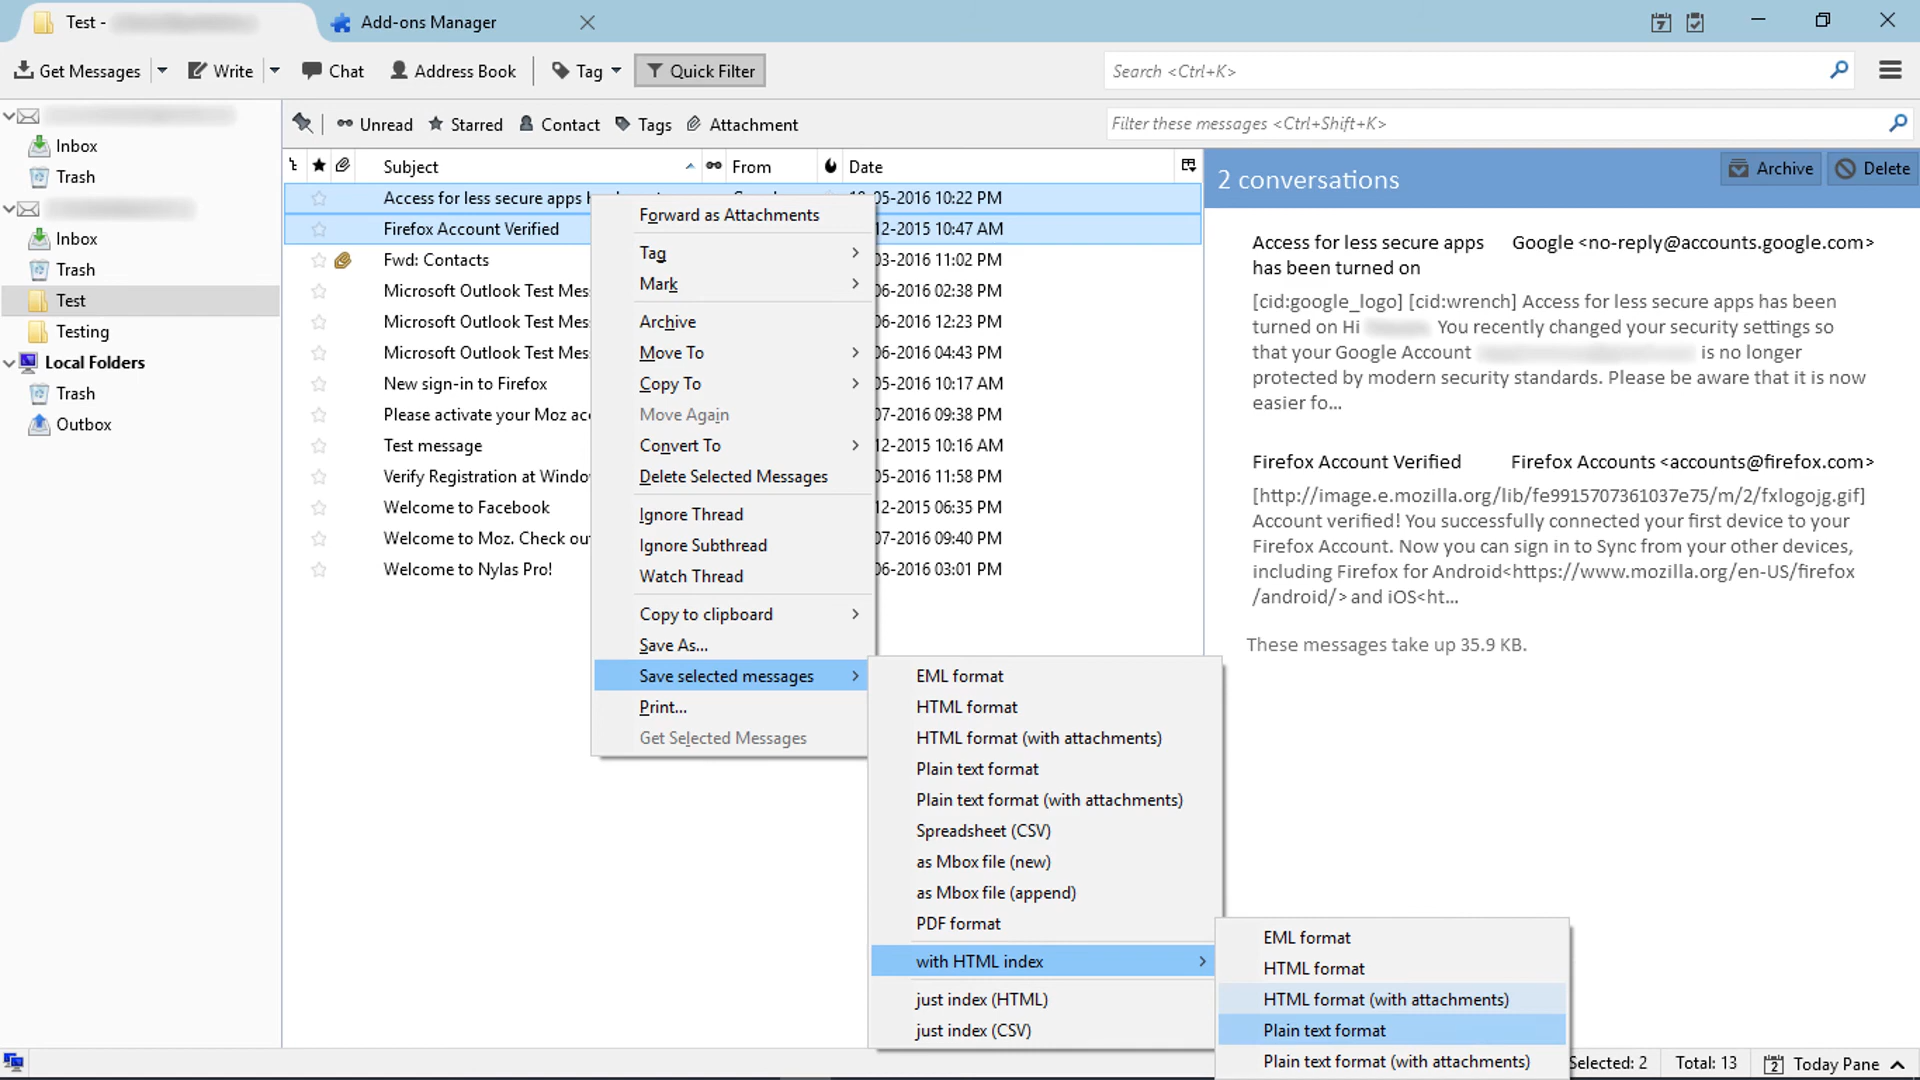 Test -
Add-ons Manager
Get Messages
Write
Chat
Address Book
Tag
Quick Filter
Search <Ctrl+K>
Unread
Starred
Contact
Tags
Attachment
Filter these messages <Ctrl+Shift+K>
Inbox
Trash
Inbox
Trash
Test
Testing
Local Folders
Trash
Outbox
Subject
From
Date
Access for less secure apps
05-2016 10:22 PM
Firefox Account Verified
12-2015 10:47 AM
Fwd: Contacts
03-2016 11:02 PM
Microsoft Outlook Test Mes
06-2016 02:38 PM
Microsoft Outlook Test Mes
06-2016 12:23 PM
Microsoft Outlook Test Mes
06-2016 04:43 PM
New sign-in to Firefox
05-2016 10:17 AM
Please activate your Moz acc
07-2016 09:38 PM
Test message
12-2015 10:16 AM
Verify Registration at Windo
05-2016 11:58 PM
Welcome to Facebook
12-2015 06:35 PM
Welcome to Moz. Check ou
07-2016 09:40 PM
Welcome to Nylas Pro!
06-2016 03:01 PM
Forward as Attachments
Tag
Mark
Archive
Move To
Copy To
Move Again
Convert To
Delete Selected Messages
Ignore Thread
Ignore Subthread
Watch Thread
Copy to clipboard
Save As...
Save selected messages
Print...
Get Selected Messages
EML format
HTML format
HTML format (with attachments)
Plain text format
Plain text format (with attachments)
Spreadsheet (CSV)
as Mbox file (new)
as Mbox file (append)
PDF format
with HTML index
just index (HTML)
just index (CSV)
EML format
HTML format
HTML format (with attachments)
Plain text format
Plain text format (with attachments)
2 conversations
Archive
Delete
Access for less secure apps
has been turned on
Google <no-reply@accounts.google.com>
[cid:google_logo] [cid:wrench] Access for less secure apps has been
turned on Hi . You recently changed your security settings so
that your Google Account is no longer
protected by modern security standards. Please be aware that it is now
easier fo...
Firefox Account Verified
Firefox Accounts <accounts@firefox.com>
[http://image.e.mozilla.org/lib/fe9915707361037e75/m/2/fxlogojg.gif]
Account verified! You successfully connected your first device to your
Firefox Account. Now you can sign in to Sync from your other devices,
including Firefox for Android<https://www.mozilla.org/en-US/firefox
/android/> and iOS<ht...
These messages take up 35.9 KB.
Selected: 2
Total: 13
Today Pane